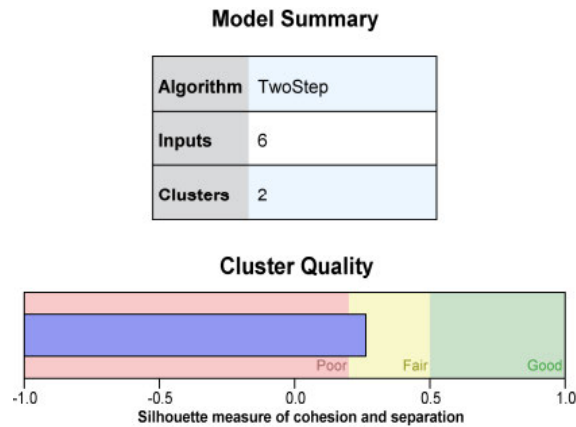 Model Summary
Algorithm TwoStep
Inputs 6
Clusters 2
Cluster Quality
Poor Fair Good
-1.0 -0.5 0.0 0.5 1.0
Silhouette measure of cohesion and separation